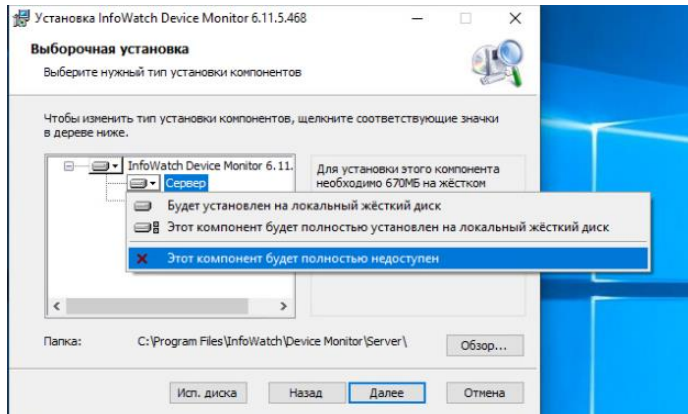 Установка InfoWatch Device Monitor 6.11.5.468
Выборочная установка
Выберите нужный тип установки компонентов
Чтобы изменить тип установки компонентов, щелкните соответствующие значки
в дереве ниже.
InfoWatch Device Monitor 6.11.
Сервер
Для установки этого компонента
необходимо 670МБ на жёстком
Будет установлен на локальный жёсткий диск
Этот компонент будет полностью установлен на локальный жёсткий диск
Этот компонент будет полностью недоступен
Папка:
C:\Program Files\InfoWatch\Device Monitor\Server\
Обзор...
Исп. диска
Назад
Далее
Отмена